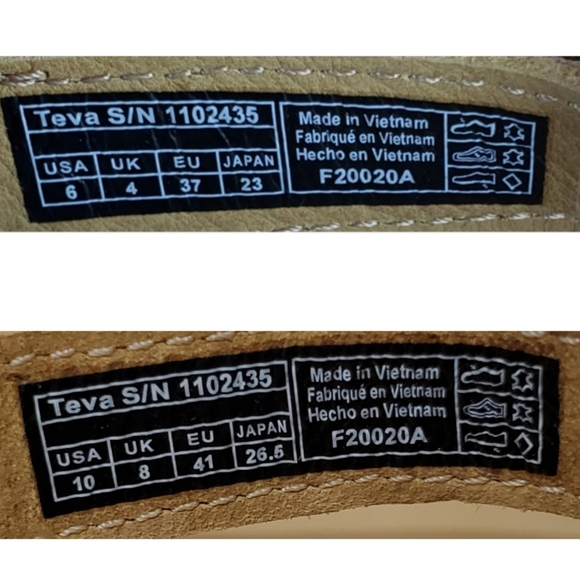 Teva S/N 1102435
USA UK EU JAPAN
6 4 37 23
Made in Vietnam
Fabriqué en Vietnam
Hecho en Vietnam
F20020A
Teva S/N 1102435
USA UK EU JAPAN
10 8 41 26.5
Made in Vietnam
Fabriqué en Vietnam
Hecho en Vietnam
F20020A